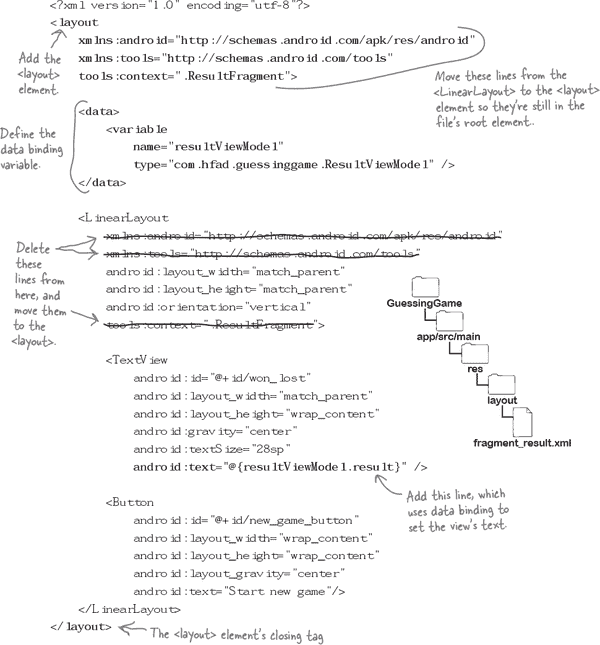 <?xml version="1.0" encoding="utf-8"?>
<layout
xmlns:android="http://schemas.android.com/apk/res/android"
xmlns:tools="http://schemas.android.com/tools"
tools:context=".ResultFragment">
Add the
<layout>
element.
Move these lines from the
<LinearLayout> to the <layout>
element so they're still in the
file's root element.
<data>
<variable
name="resultViewModel"
type="com.hfad.guessinggame.ResultViewModel" />
</data>
Define the
data binding
variable.
<LinearLayout
xmlns:android="http://schemas.android.com/apk/res/android"
xmlns:tools="http://schemas.android.com/tools"
android:layout_width="match_parent"
android:layout_height="match_parent"
android:orientation="vertical"
tools:context=".ResultFragment">
Delete
these
lines from
here, and
move them
to the
<layout>.
GuessingGame
app/src/main
res
layout
fragment_result.xml
<TextView
android:id="@+id/won_lost"
android:layout_width="match_parent"
android:layout_height="wrap_content"
android:gravity="center"
android:textSize="28sp"
android:text="@{resultViewModel.result}" />
Add this line, which
uses data binding to
set the view's text.
<Button
android:id="@+id/new_game_button"
android:layout_width="wrap_content"
android:layout_height="wrap_content"
android:layout_gravity="center"
android:text="Start new game"/>
</LinearLayout>
</layout>
The <layout> element's closing tag